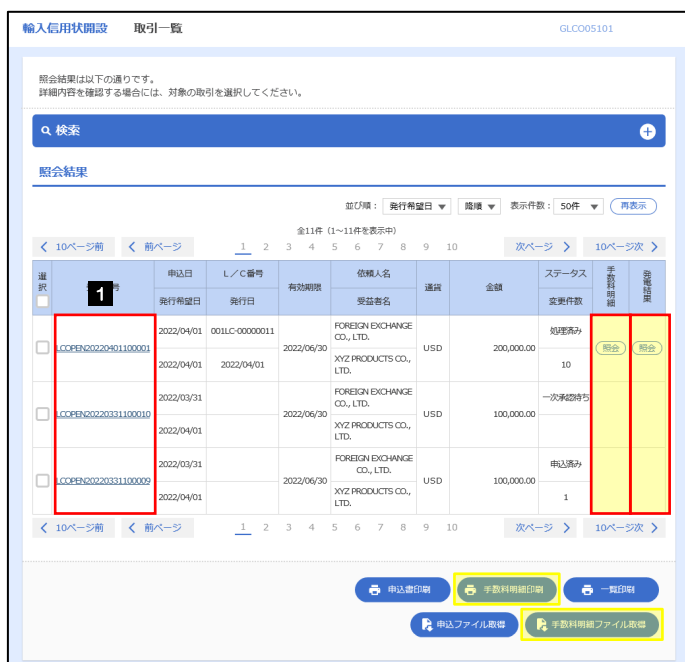 輸入信用状開設 取引一覧 GLCO05101
照会結果は以下の通りです。
詳細内容を確認する場合には、対象の取引を選択してください。
検索
照会結果
並び順： 発行希望日 ▼ 降順 ▼ 表示件数： 50件 ▼ 再表示
全11件（1～11件を表示中）
10ページ前 前ページ 1 2 3 4 5 6 7 8 9 10 次ページ 10ページ次
選択 1 号 申込日 L／C番号 有効期限 依頼人名 通貨 金額 ステータス 手数料明細 発電結果
発行希望日 発行日 受益者名 変更件数
LCOPEN20220401100001 2022/04/01 001LC-00000011 2022/06/30 FOREIGN EXCHANGE CO., LTD. USD 200,000.00 処理済み 照会 照会
2022/04/01 2022/04/01 XYZ PRODUCTS CO., LTD. 10
LCOPEN20220331100010 2022/03/31 2022/06/30 FOREIGN EXCHANGE CO., LTD. USD 100,000.00 一次承認待ち
2022/04/01 XYZ PRODUCTS CO., LTD.
LCOPEN20220331100009 2022/03/31 2022/06/30 FOREIGN EXCHANGE CO., LTD. USD 100,000.00 申込済み
2022/04/01 XYZ PRODUCTS CO., LTD. 1
10ページ前 前ページ 1 2 3 4 5 6 7 8 9 10 次ページ 10ページ次
申込書印刷 手数料明細印刷 一覧印刷
申込ファイル取得 手数料明細ファイル取得